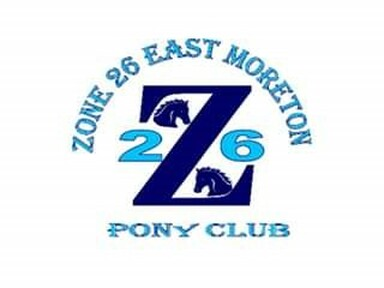 ZONE 26 EAST MORETON
Z
26
PONY CLUB